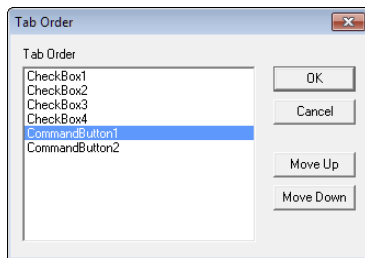 Tab Order
Tab Order
CheckBox1
CheckBox2
CheckBox3
CheckBox4
CommandButton1
CommandButton2
OK
Cancel
Move Up
Move Down